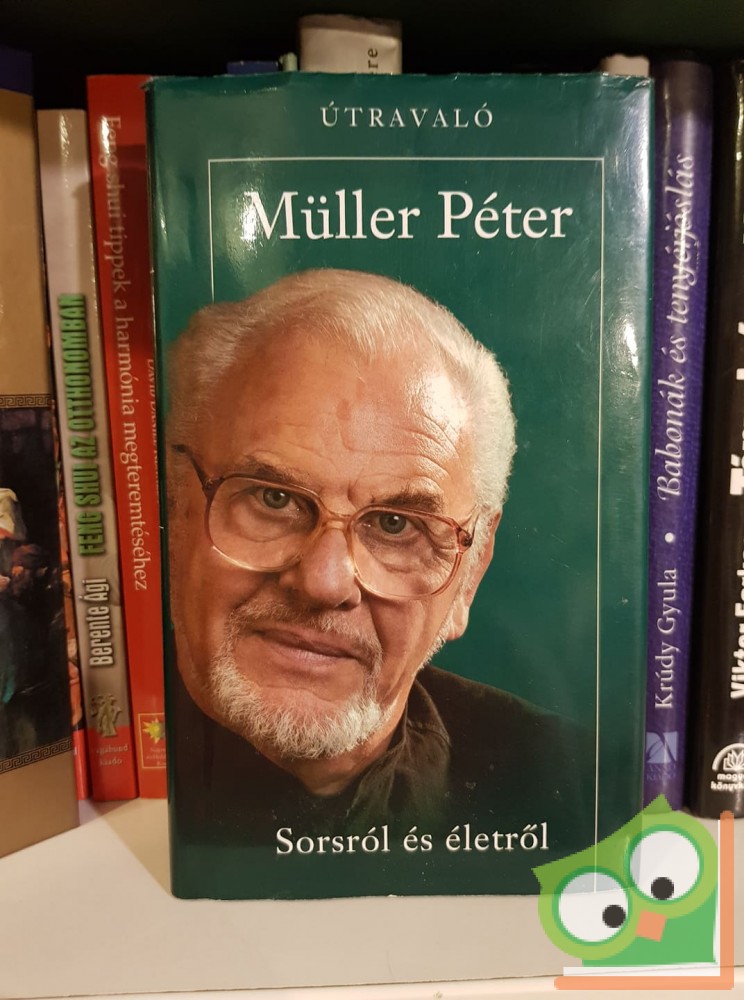 ÚTRAVALÓ
Müller Péter
Sorsról és életről
Berente Ági FENG SHUI AZ OTTHONOMBAN
Feng-shui tippek a harmónia megteremtéséhez
Krúdy Gyula • Babonák és tenyérjóslás